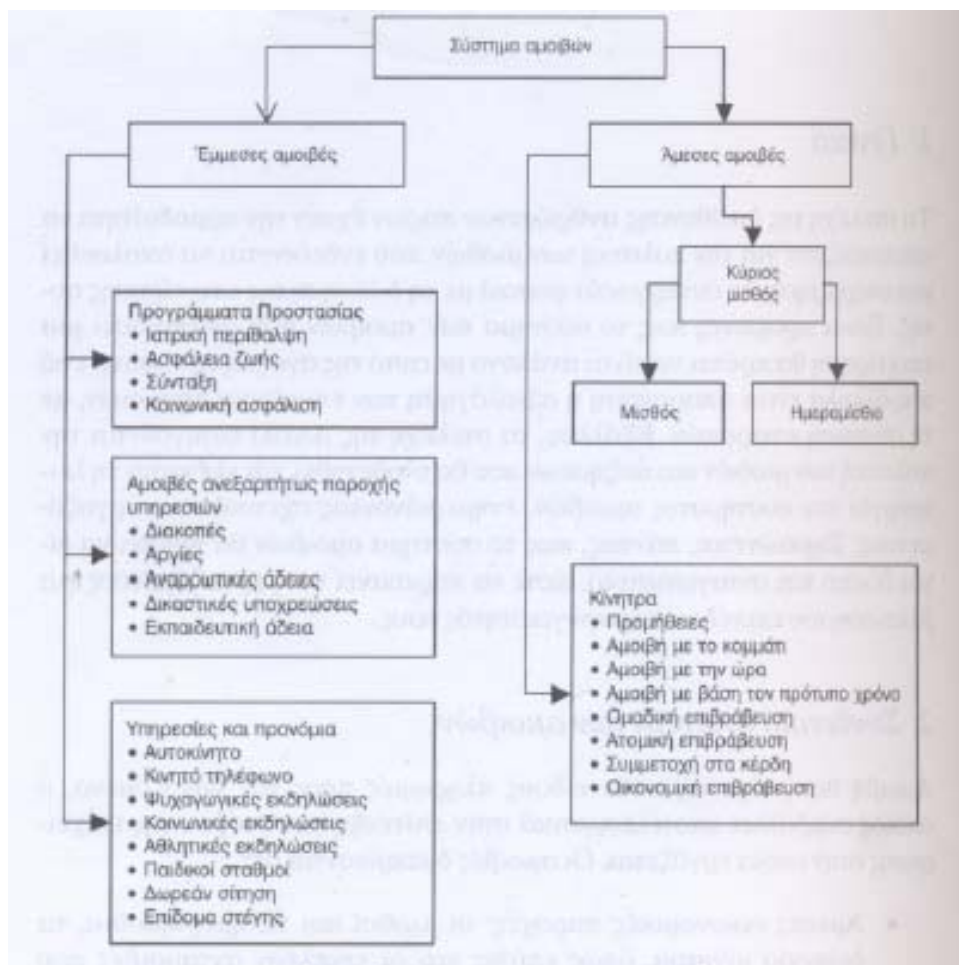 Σύστημα αμοιβών
Έμμεσες αμοιβές
Άμεσες αμοιβές
Κύριος
μισθός
Μισθός
Ημερομίσθιο
Προγράμματα Προστασίας
• Ιατρική περίθαλψη
• Ασφάλεια ζωής
• Σύνταξη
• Κοινωνική ασφάλιση
Αμοιβές ανεξαρτήτως παροχής
υπηρεσιών
• Διακοπές
• Αργίες
• Αναρρωτικές άδειες
• Δικαστικές υποχρεώσεις
• Εκπαιδευτική άδεια
Κίνητρα
• Προμήθειες
• Αμοιβή με το κομμάτι
• Αμοιβή με την ώρα
• Αμοιβή με βάση τον πρότυπο χρόνο
• Ομαδική επιβράβευση
• Ατομική επιβράβευση
• Συμμετοχή στα κέρδη
• Οικονομική επιβράβευση
Υπηρεσίες και προνόμια
• Αυτοκίνητο
• Κινητό τηλέφωνο
• Ψυχαγωγικές εκδηλώσεις
• Κοινωνικές εκδηλώσεις
• Αθλητικές εκδηλώσεις
• Παιδικοί σταθμοί
• Δωρεάν σίτηση
• Επίδομα στέγης